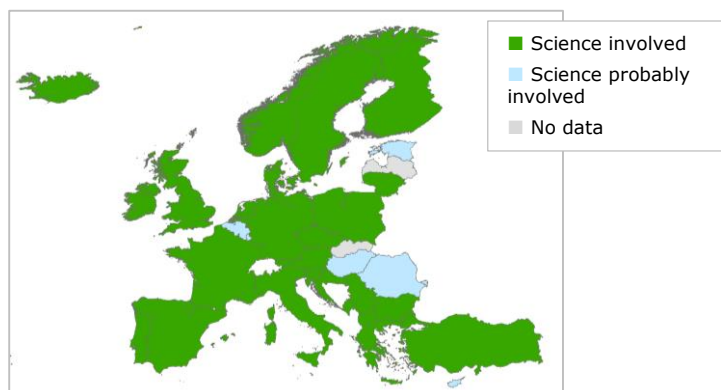 Science involved
Science probably
involved
No data